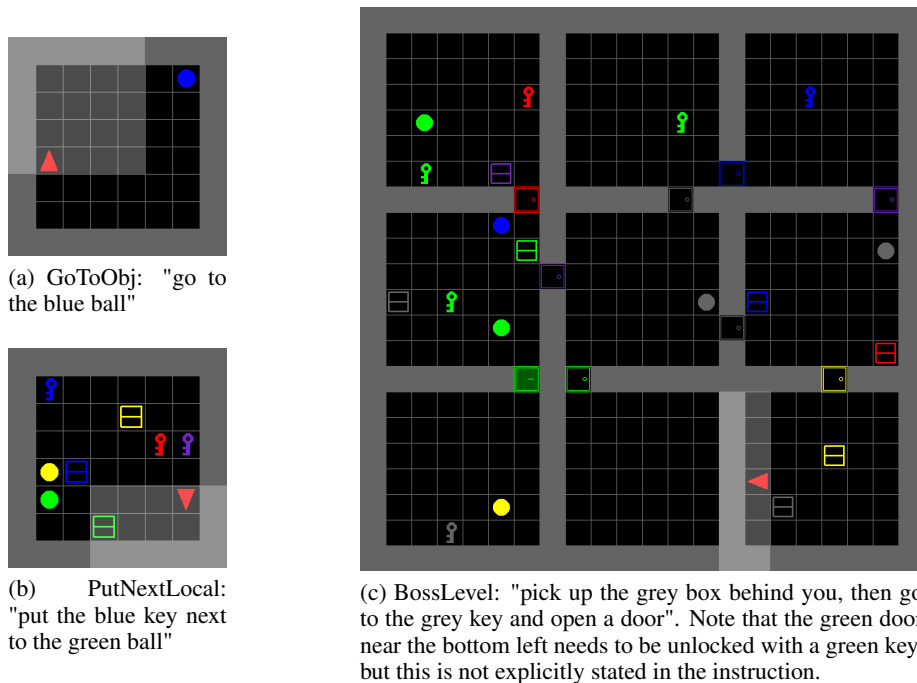 (a) GoToObj: "go to
the blue ball"
(b) PutNextLocal:
"put the blue key next
to the green ball"
(c) BossLevel: "pick up the grey box behind you, then go
to the grey key and open a door". Note that the green door
near the bottom left needs to be unlocked with a green key,
but this is not explicitly stated in the instruction.